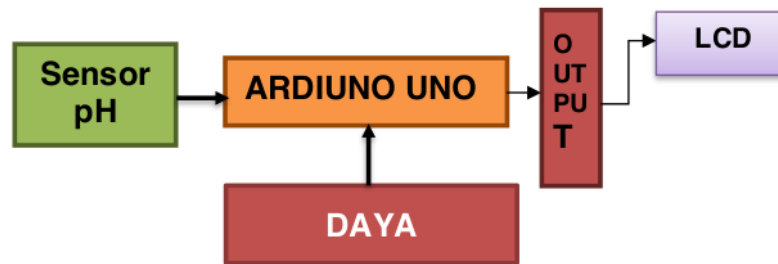 Sensor
pH
ARDIUNO UNO
DAYA
O
UT
PU
T
LCD